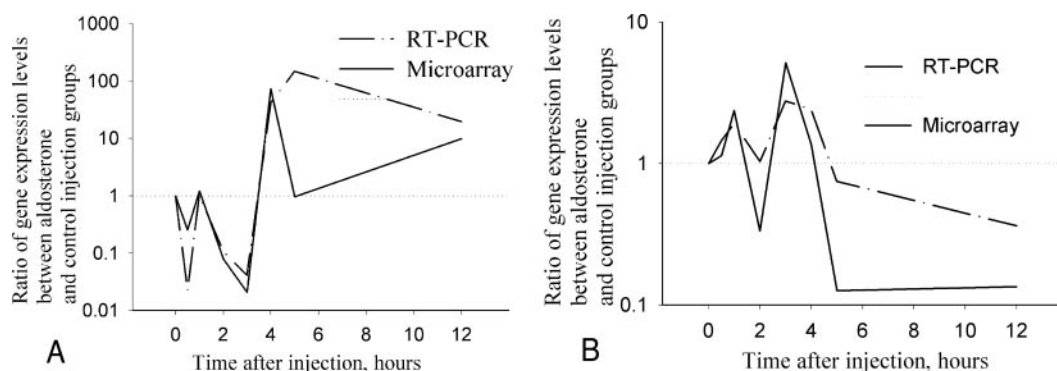 Ratio of gene expression levels
between aldosterone
and control injection groups
1000
100
10
1
0.1
0.01
RT-PCR
Microarray
0 2 4 6 8 10 12
Time after injection, hours
A
Ratio of gene expression levels
between aldosterone
and control injection groups
10
1
0.1
RT-PCR
Microarray
0 2 4 6 8 10 12
Time after injection, hours
B